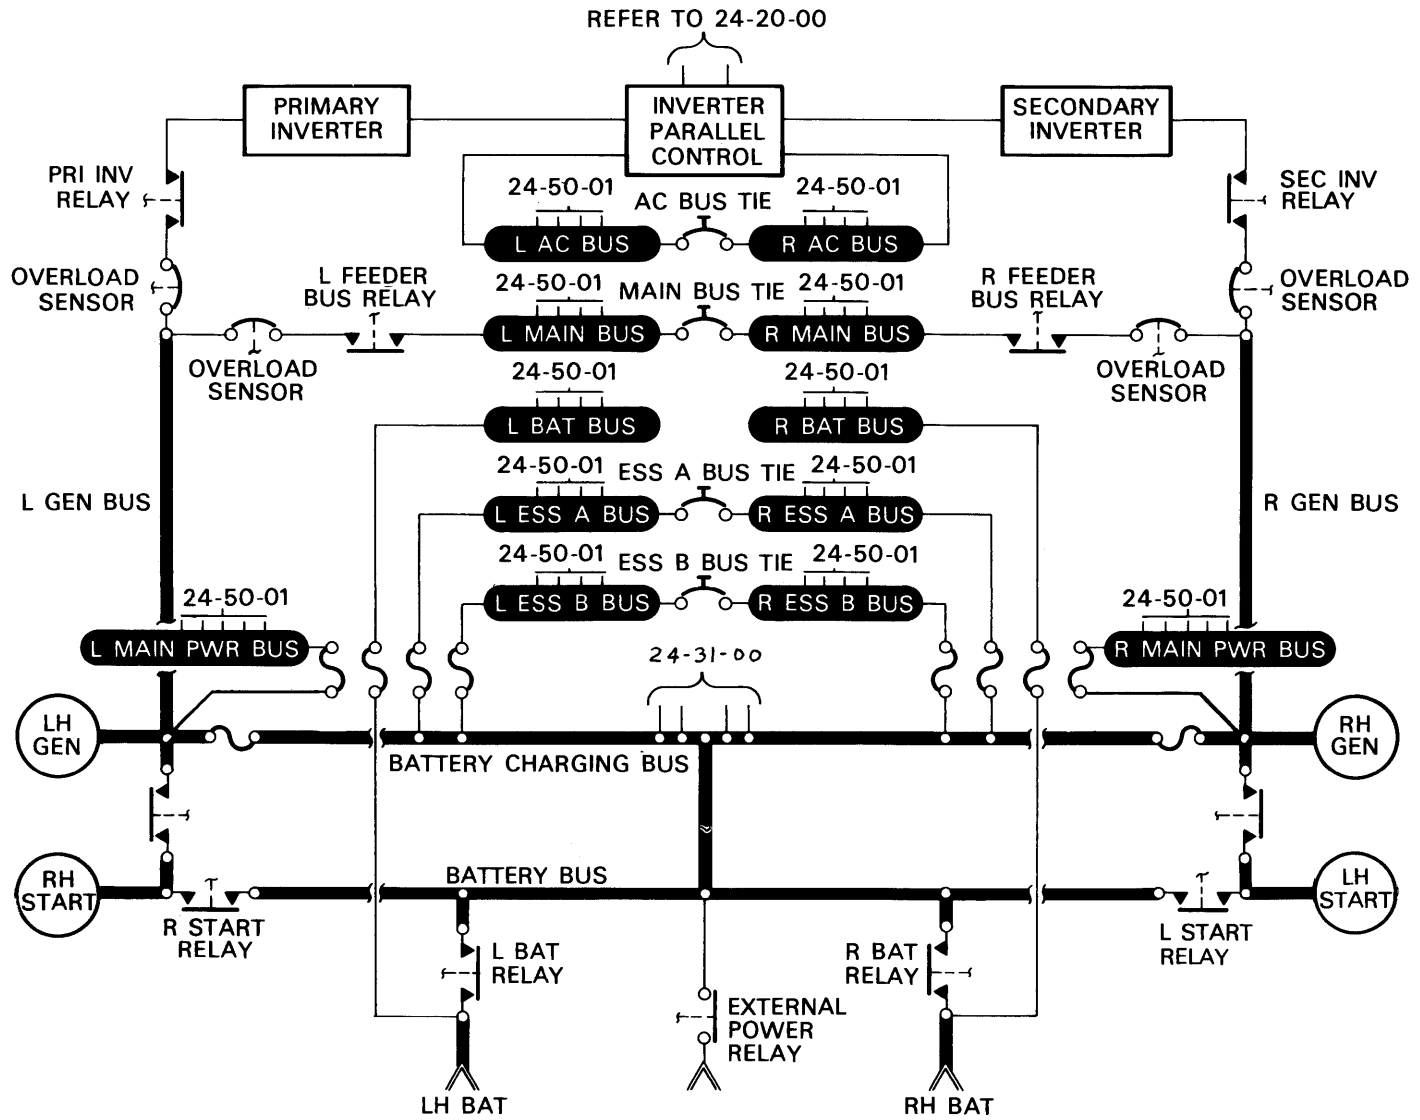 REFER TO 24-20-00
PRIMARY
INVERTER
INVERTER
PARALLEL
CONTROL
SECONDARY
INVERTER
PRI INV
RELAY
SEC INV
RELAY
24-50-01
AC BUS TIE
24-50-01
L AC BUS
R AC BUS
OVERLOAD
SENSOR
L FEEDER
BUS RELAY
24-50-01
MAIN BUS TIE
24-50-01
R FEEDER
BUS RELAY
OVERLOAD
SENSOR
L MAIN BUS
R MAIN BUS
OVERLOAD
SENSOR
OVERLOAD
SENSOR
24-50-01
24-50-01
L BAT BUS
R BAT BUS
24-50-01
ESS A BUS TIE
24-50-01
L GEN BUS
L ESS A BUS
R ESS A BUS
R GEN BUS
24-50-01
ESS B BUS TIE
24-50-01
L ESS B BUS
R ESS B BUS
24-50-01
24-50-01
L MAIN PWR BUS
R MAIN PWR BUS
24-31-00
LH
GEN
RH
GEN
BATTERY CHARGING BUS
RH
START
BATTERY BUS
LH
START
R START
RELAY
L START
RELAY
L BAT
RELAY
R BAT
RELAY
EXTERNAL
POWER
RELAY
LH BAT
RH BAT